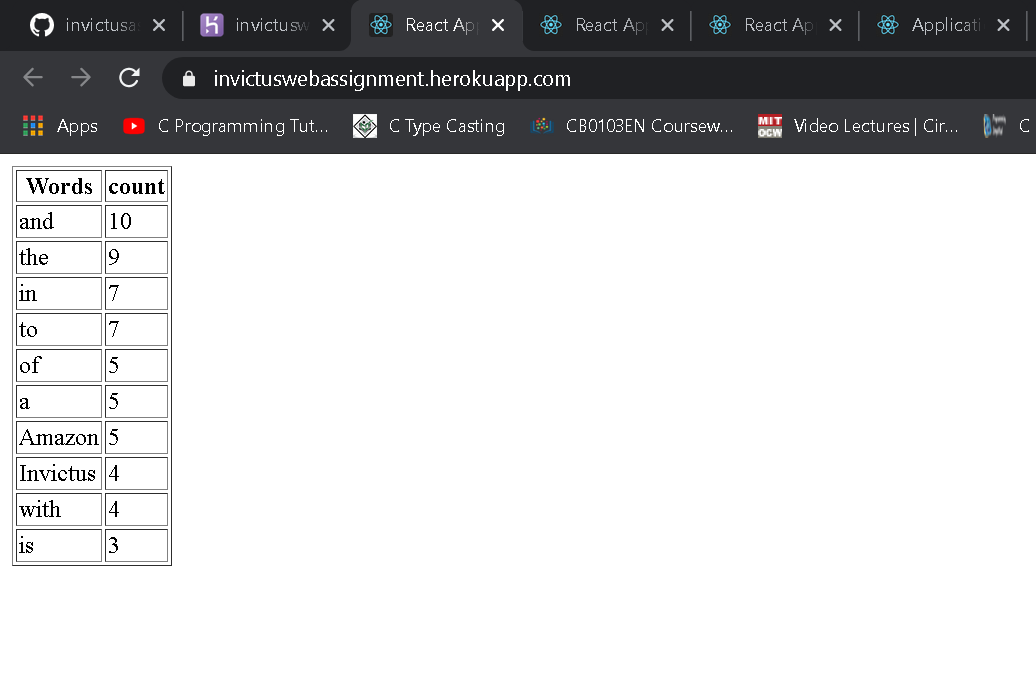 invictusa invictusw React Ap React Ap React Ap Applicati
invictuswebassignment.herokuapp.com
Apps C Programming Tut... C Type Casting CB0103EN Coursew... MIT OCW Video Lectures | Cir... C
Words count
and 10
the 9
in 7
to 7
of 5
a 5
Amazon 5
Invictus 4
with 4
is 3